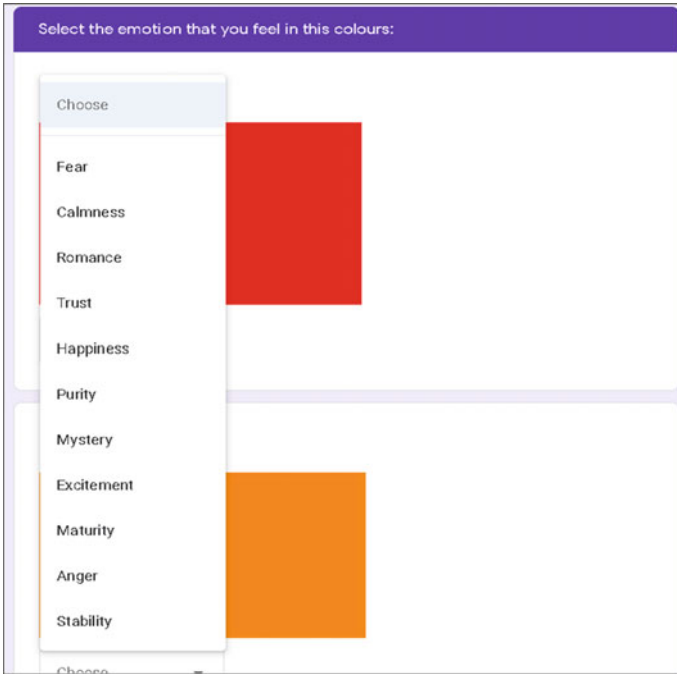 Select the emotion that you feel in this colours:
Choose
Fear
Calmness
Romance
Trust
Happiness
Purity
Mystery
Excitement
Maturity
Anger
Stability
Choose